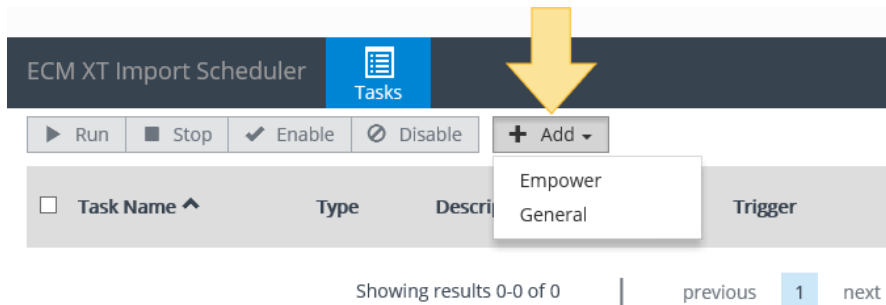 ECM XT Import Scheduler
Tasks
Run Stop Enable Disable Add
Empower
General
Task Name Type Descrip Trigger
Showing results 0-0 of 0 previous 1 next